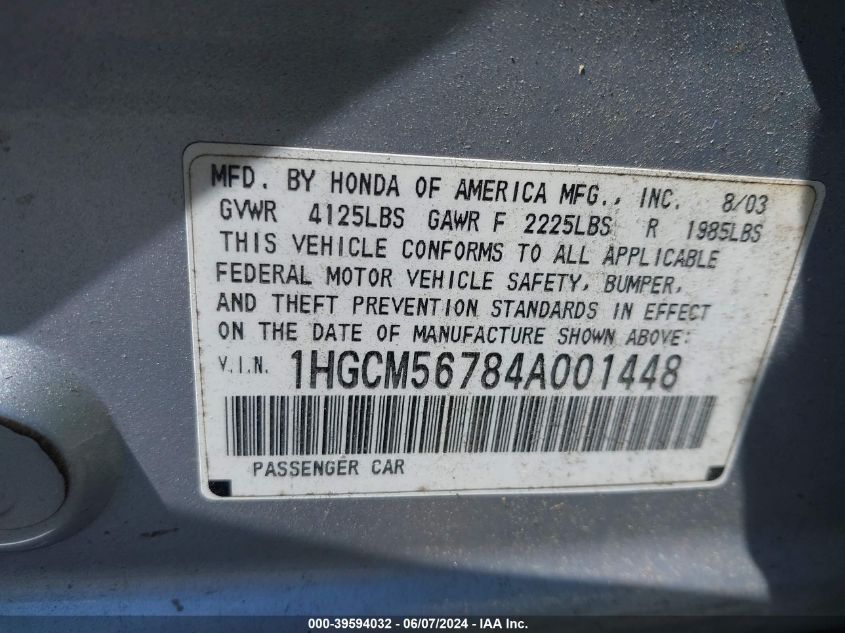 MFD. BY HONDA OF AMERICA MFG., INC. 8/03
GVWR 4125LBS GAWR F 2225LBS R 1985LBS
THIS VEHICLE CONFORMS TO ALL APPLICABLE
FEDERAL MOTOR VEHICLE SAFETY, BUMPER,
AND THEFT PREVENTION STANDARDS IN EFFECT
ON THE DATE OF MANUFACTURE SHOWN ABOVE:
V.I.N. 1HGCM56784A001448
PASSENGER CAR
000-39594032 - 06/07/2024 - IAA Inc.